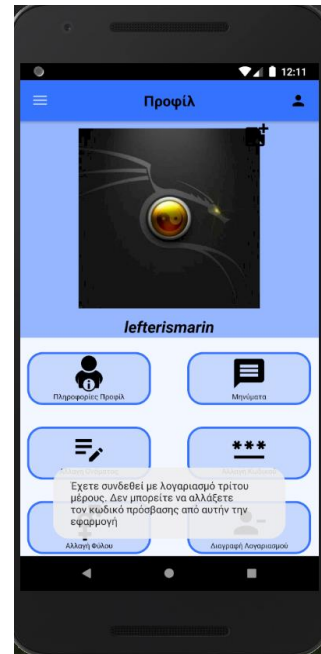 12:11
Προφίλ
lefterismarin
Πληροφορίες Προφίλ
Μηνύματα
***
Έχετε συνδεθεί με λογαριασμό τρίτου
μέρους. Δεν μπορείτε να αλλάξετε
τον κωδικό πρόσβασης από αυτήν την
εφαρμογή
Αλλαγή Φύλου
Διαγραφή Λογαριασμού